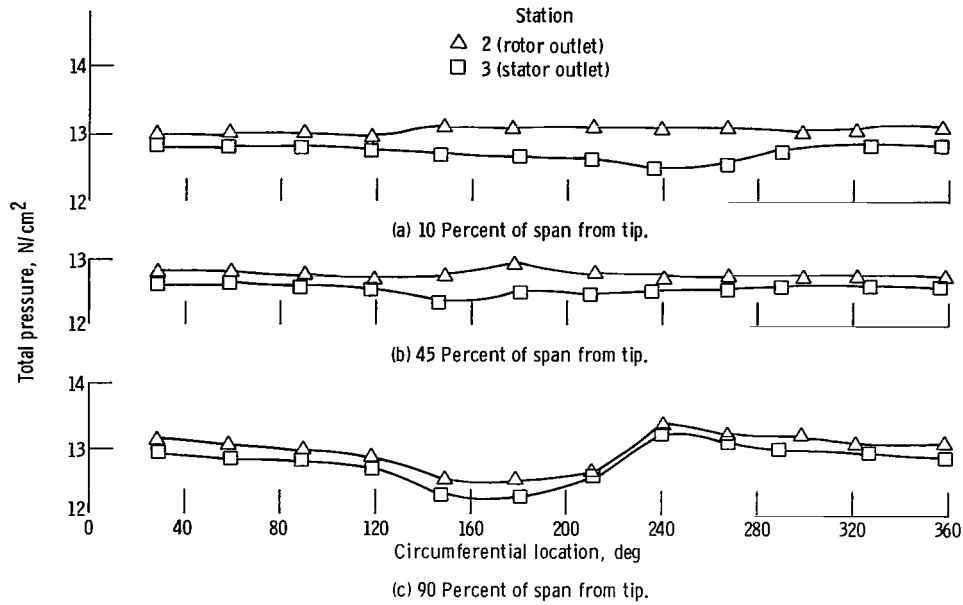 Station
2 (rotor outlet)
3 (stator outlet)
14
13
12
(a) 10 Percent of span from tip.
13
12
(b) 45 Percent of span from tip.
14
13
12
0 40 80 120 160 200 240 280 320 360
Circumferential location, deg
(c) 90 Percent of span from tip.
Total pressure, N/cm²